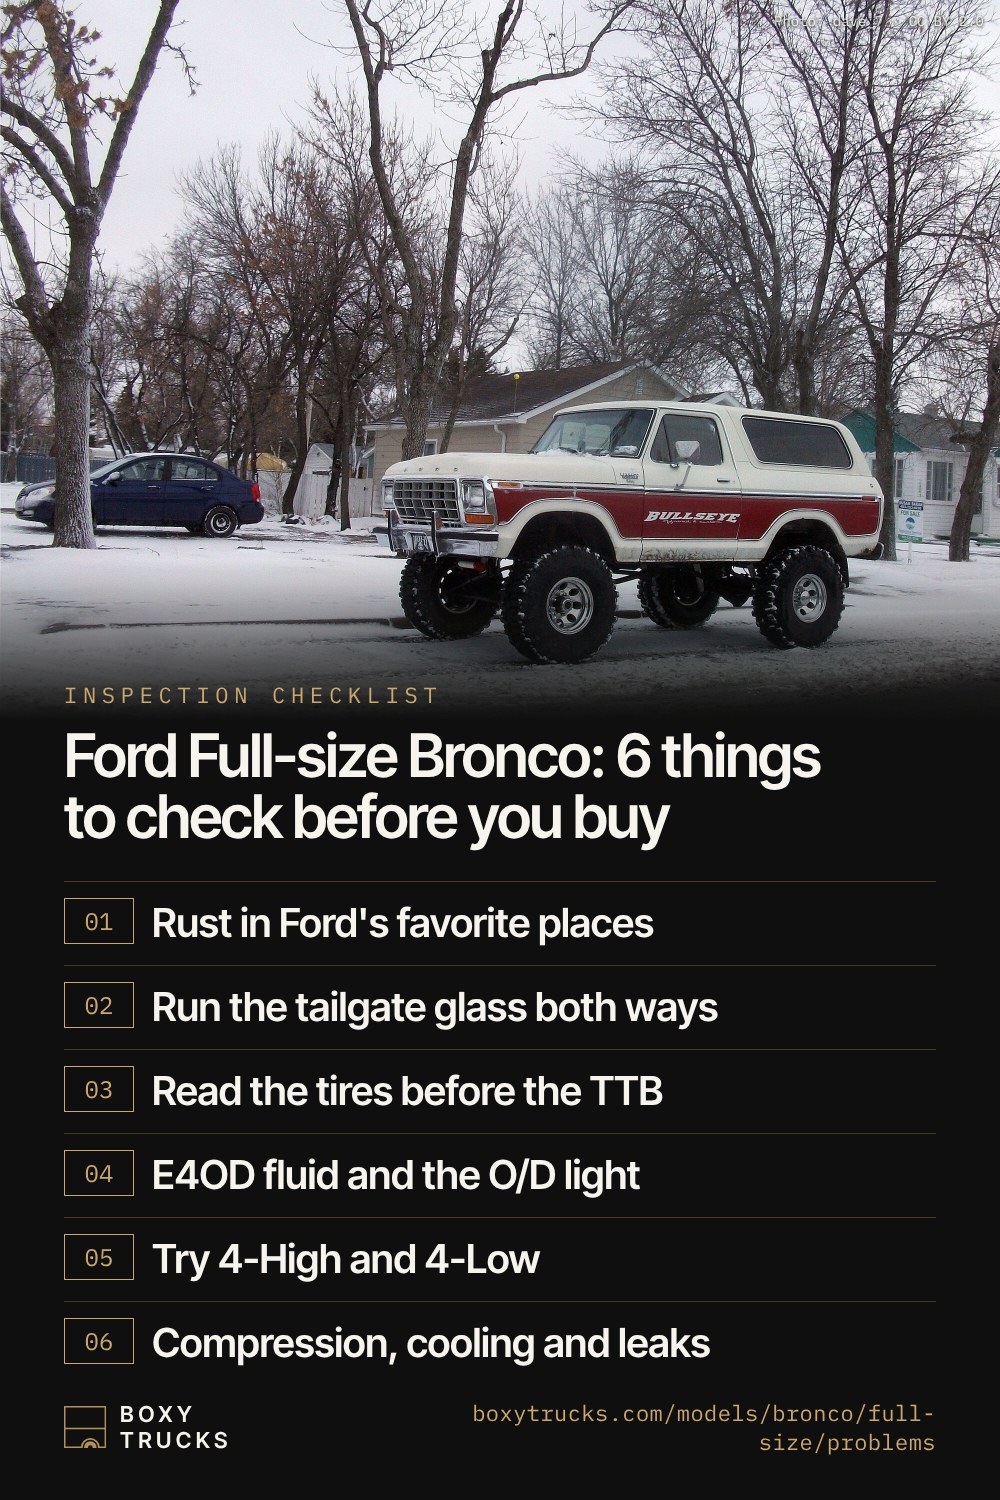 INSPECTION CHECKLIST
Ford Full-size Bronco: 6 things
to check before you buy
01 Rust in Ford's favorite places
02 Run the tailgate glass both ways
03 Read the tires before the TTB
04 E4OD fluid and the O/D light
05 Try 4-High and 4-Low
06 Compression, cooling and leaks
BOXY
TRUCKS
boxytrucks.com/models/bronco/full-
size/problems
BULLSEYE
FOR SALE